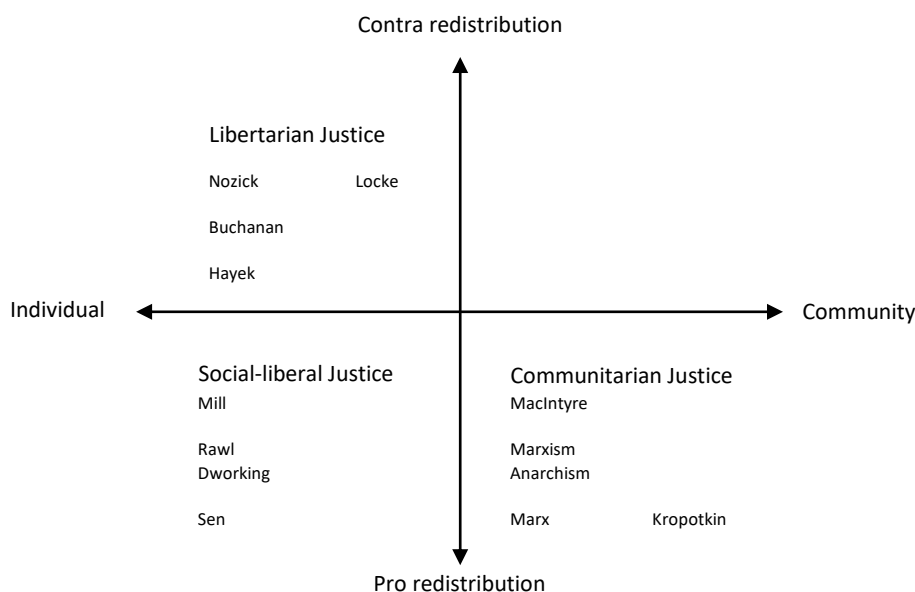 Contra redistribution
Libertarian Justice
Nozick Locke
Buchanan
Hayek
Individual Community
Social-liberal Justice Communitarian Justice
Mill MacIntyre
Rawl Marxism
Dworking Anarchism
Sen Marx Kropotkin
Pro redistribution